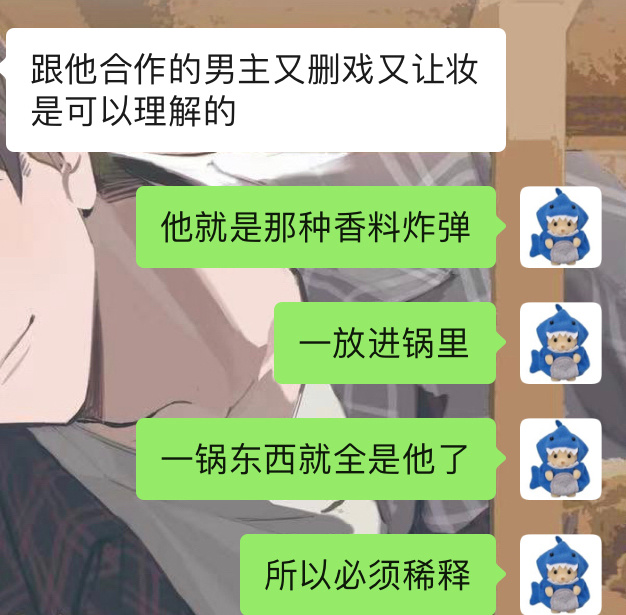 跟他合作的男主又删戏又让妆
是可以理解的
他就是那种香料炸弹
一放进锅里
一锅东西就全是他了
所以必须稀释